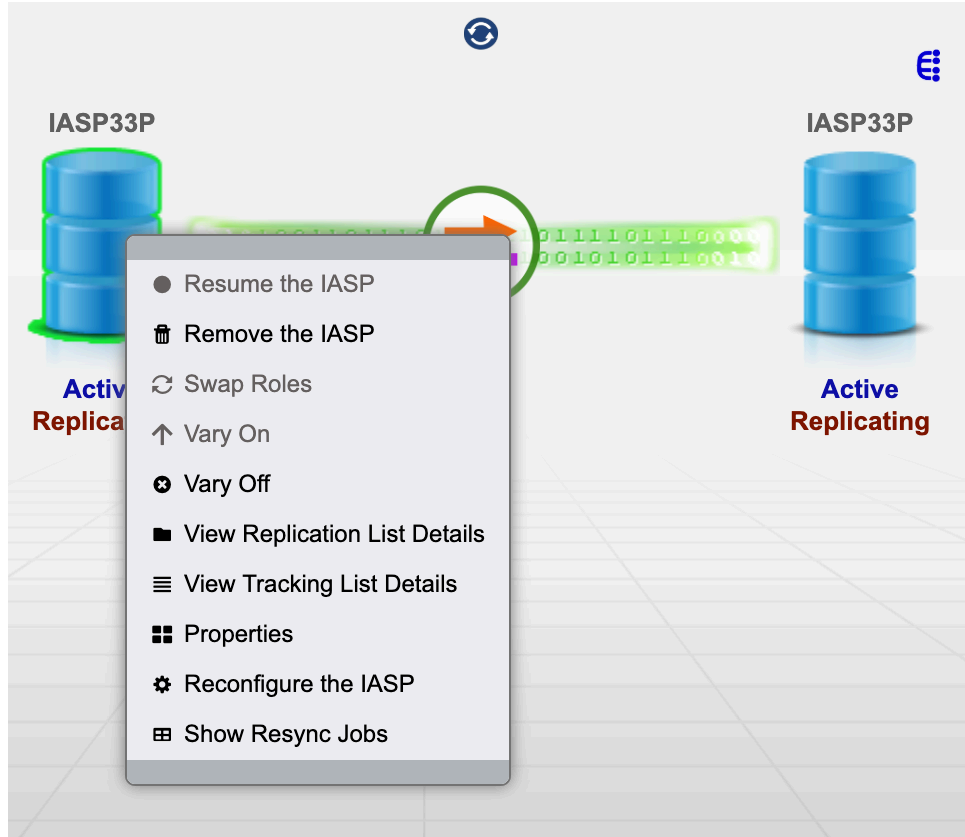 IASP33P
IASP33P
Resume the IASP
Remove the IASP
Swap Roles
Vary On
Vary Off
View Replication List Details
View Tracking List Details
Properties
Reconfigure the IASP
Show Resync Jobs
Activ
Replica
Active
Replicating